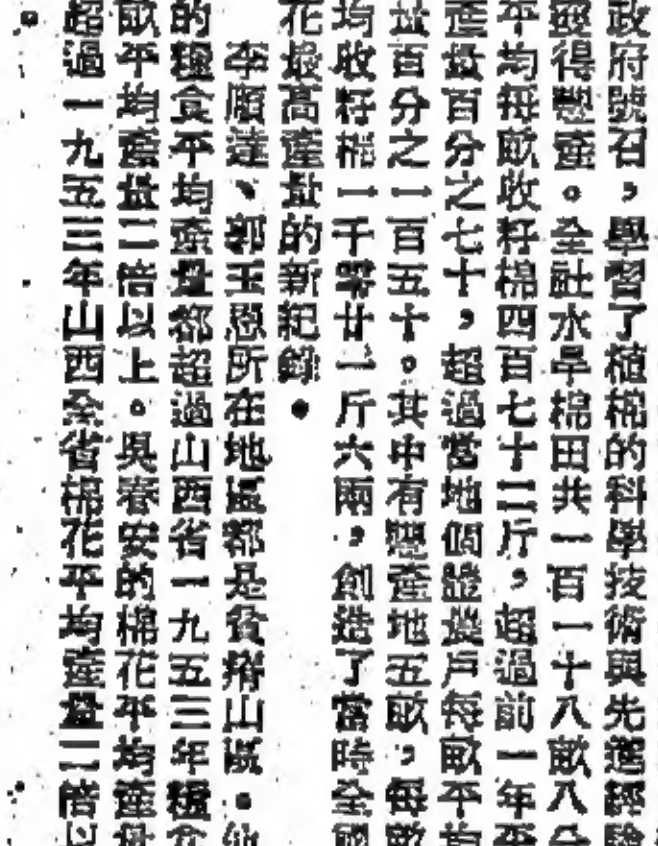 政府號召，學習了植棉的科學技術與先進經驗
獲得豐產。全社水旱棉田共一百一十八畝八分
平均每畝收籽棉四百七十二斤，超過前一年平
產量百分之七十，超過當地個體農戶每畝平均
量百分之一百五十。其中有豐產地五畝，每畝
均收籽棉一千零廿一斤六兩，創造了當時全國
花最高產量的新紀錄。
李順達、郭玉恩所在地區都是貧瘠山區。他
的糧食平均產量都超過山西省一九五三年糧食
畝平均產量二倍以上。吳春安的棉花平均產量
超過一九五三年山西全省棉花平均產量二倍以
。